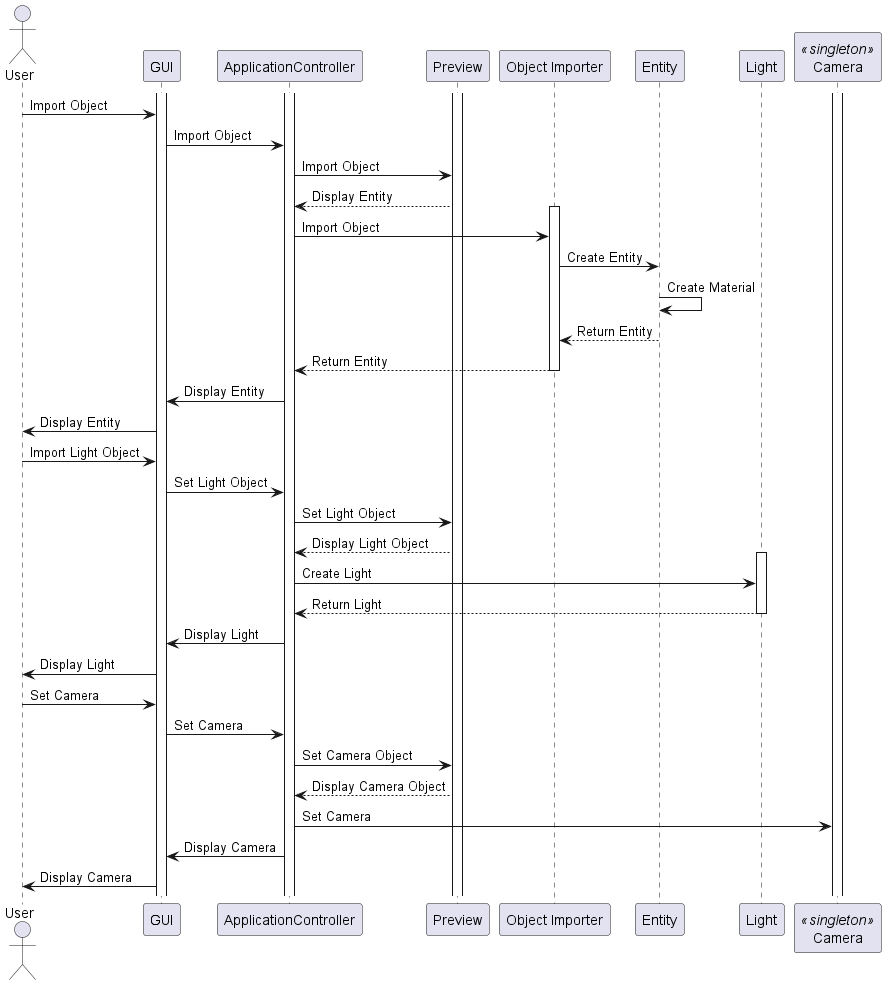 User
GUI
ApplicationController
Preview
Object Importer
Entity
Light
«singleton»
Camera
Import Object
Import Object
Import Object
Display Entity
Import Object
Create Entity
Create Material
Return Entity
Return Entity
Display Entity
Display Entity
Import Light Object
Set Light Object
Set Light Object
Display Light Object
Create Light
Return Light
Display Light
Display Light
Set Camera
Set Camera
Set Camera Object
Display Camera Object
Set Camera
Display Camera
Display Camera
User
GUI
ApplicationController
Preview
Object Importer
Entity
Light
«singleton»
Camera